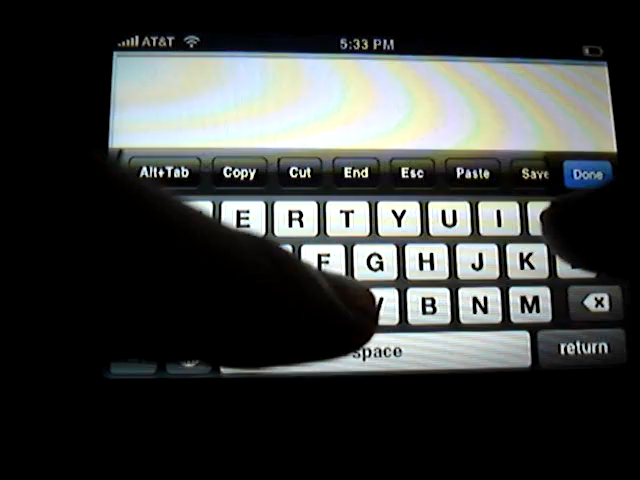 AT&T 5:33 PM
Alt+Tab Copy Cut End Esc Paste Save Done
E R T Y U I
F G H J K
V B N M
space return